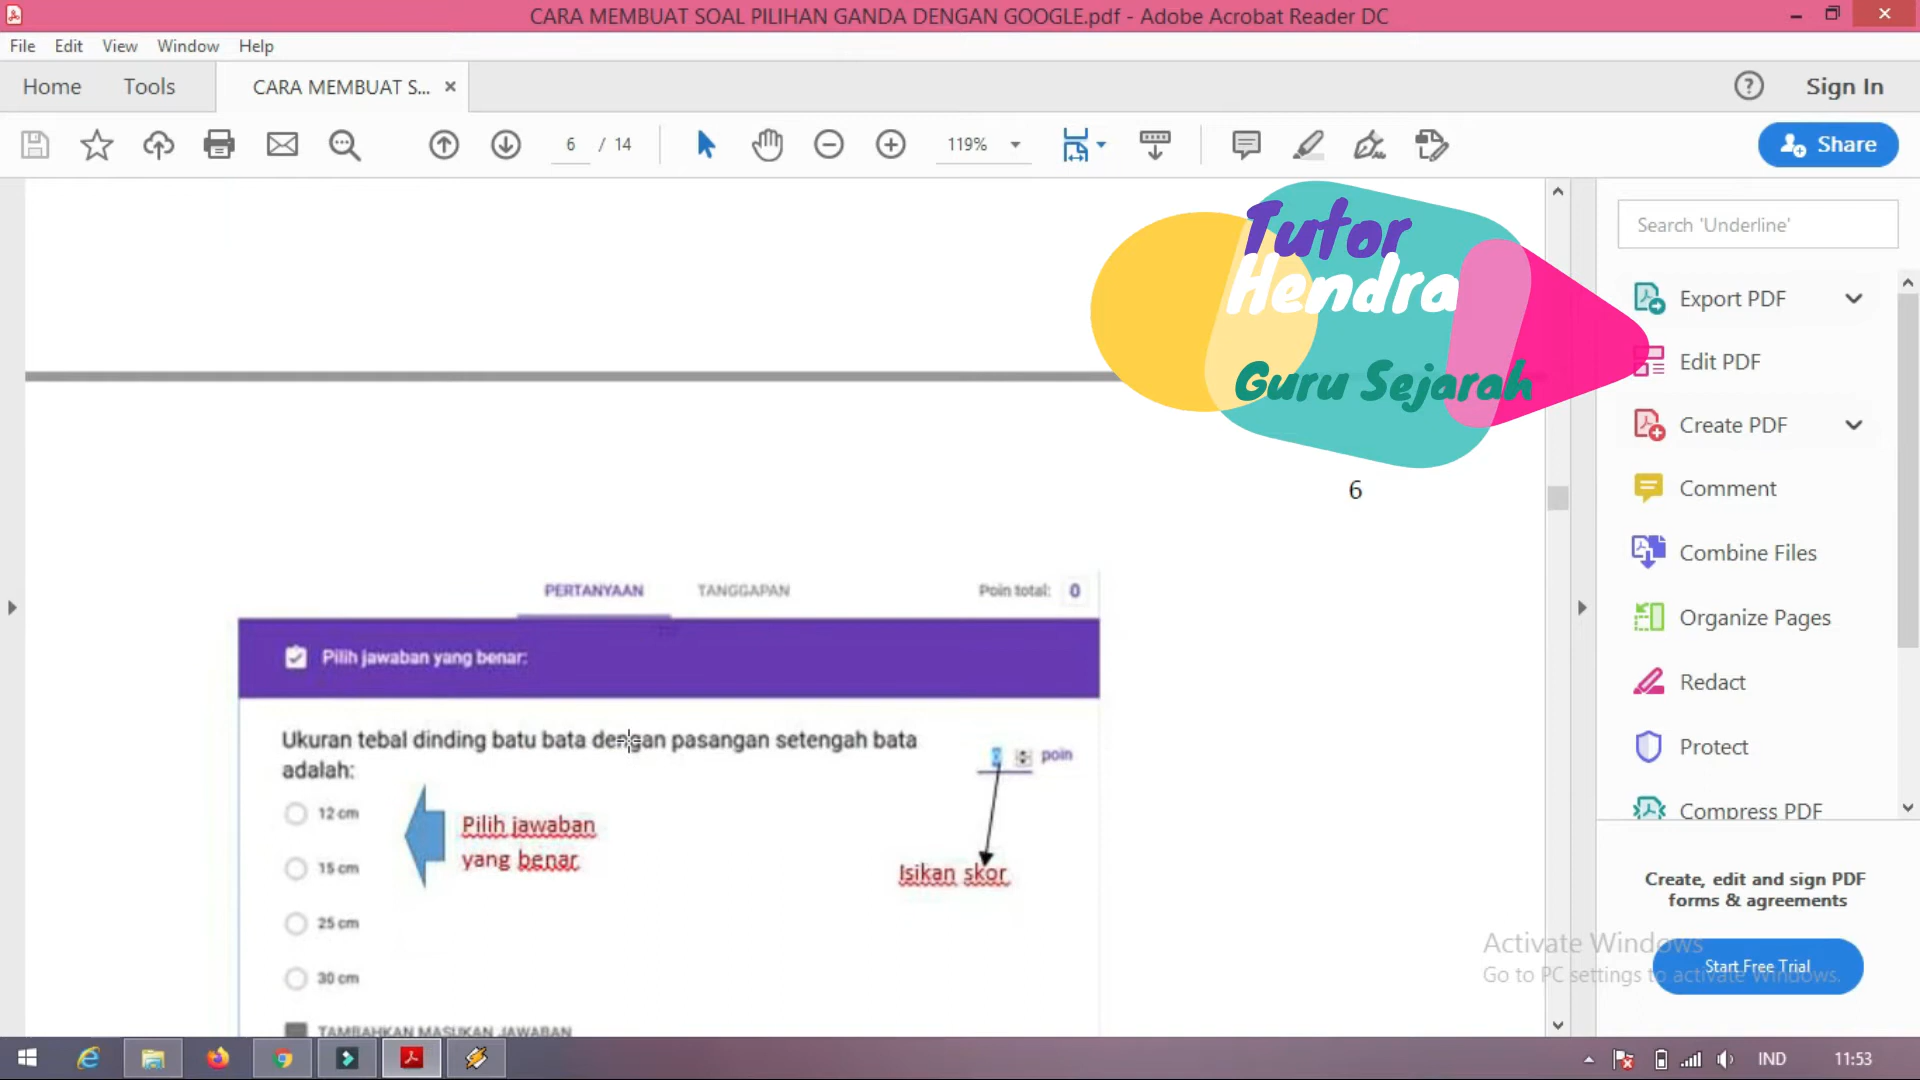 CARA MEMBUAT SOAL PILIHAN GANDA DENGAN GOOGLE.pdf - Adobe Acrobat Reader DC
File Edit View Window Help
Home Tools CARA MEMBUAT S... Sign In
6 / 14 119% Share
Tutor
Hendra
Guru Sejarah
Search 'Underline'
Export PDF
Edit PDF
Create PDF
Comment
Combine Files
Organize Pages
Redact
Protect
Compress PDF
Create, edit and sign PDF
forms & agreements
Start Free Trial
Activate Windows
Go to PC settings to activate Windows.
6
PERTANYAAN TANGGAPAN Poin total: 0
Pilih jawaban yang benar:
Ukuran tebal dinding batu bata dengan pasangan setengah bata
adalah:
poin
12 cm
15 cm
25 cm
30 cm
Pilih jawaban
yang benar
Isikan skor
TAMBAHKAN MASUKAN JAWABAN
IND 11:53